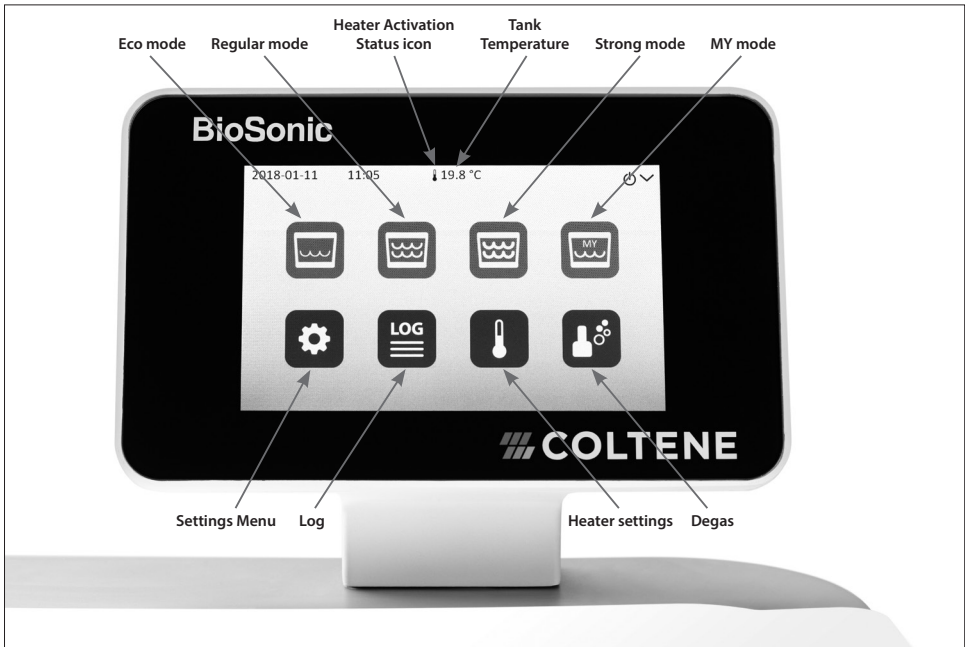 Heater Activation
Status icon
Tank
Temperature
Eco mode
Regular mode
Strong mode
MY mode
BioSonic
2018-01-11 11:05 19.8 °C
MY
LOG
COLTENE
Settings Menu
Log
Heater settings
Degas